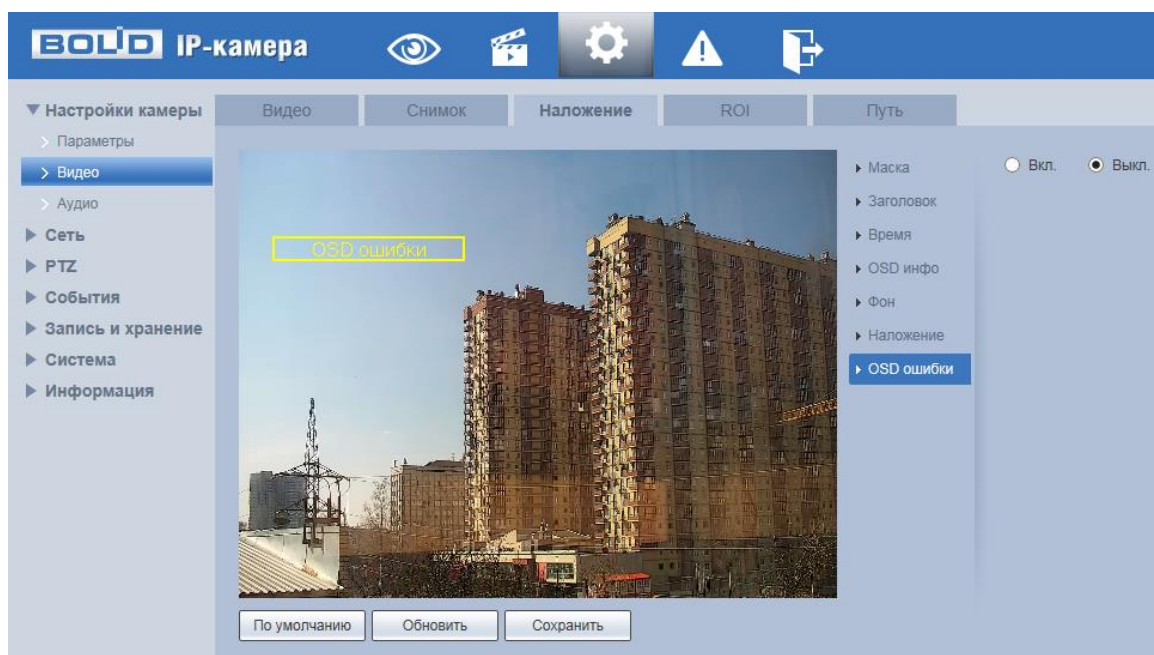 BOLID IP-камера
Настройки камеры
Параметры
Видео
Аудио
Сеть
PTZ
События
Запись и хранение
Система
Информация
Видео
Снимок
Наложение
ROI
Путь
OSD ошибки
Маска
Заголовок
Время
OSD инфо
Фон
Наложение
OSD ошибки
Вкл.
Выкл.
По умолчанию
Обновить
Сохранить